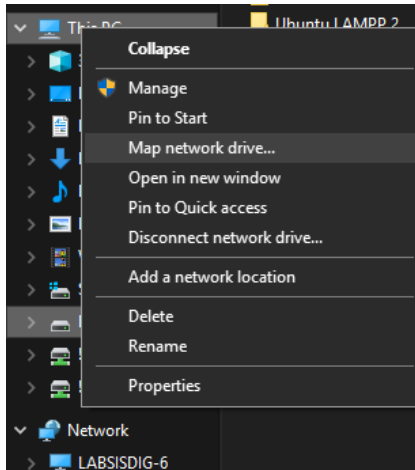 This PC
Ubuntu LAMPP 2
Collapse
Manage
Pin to Start
Map network drive...
Open in new window
Pin to Quick access
Disconnect network drive...
Add a network location
Delete
Rename
Properties
Network
LABSISDIG-6